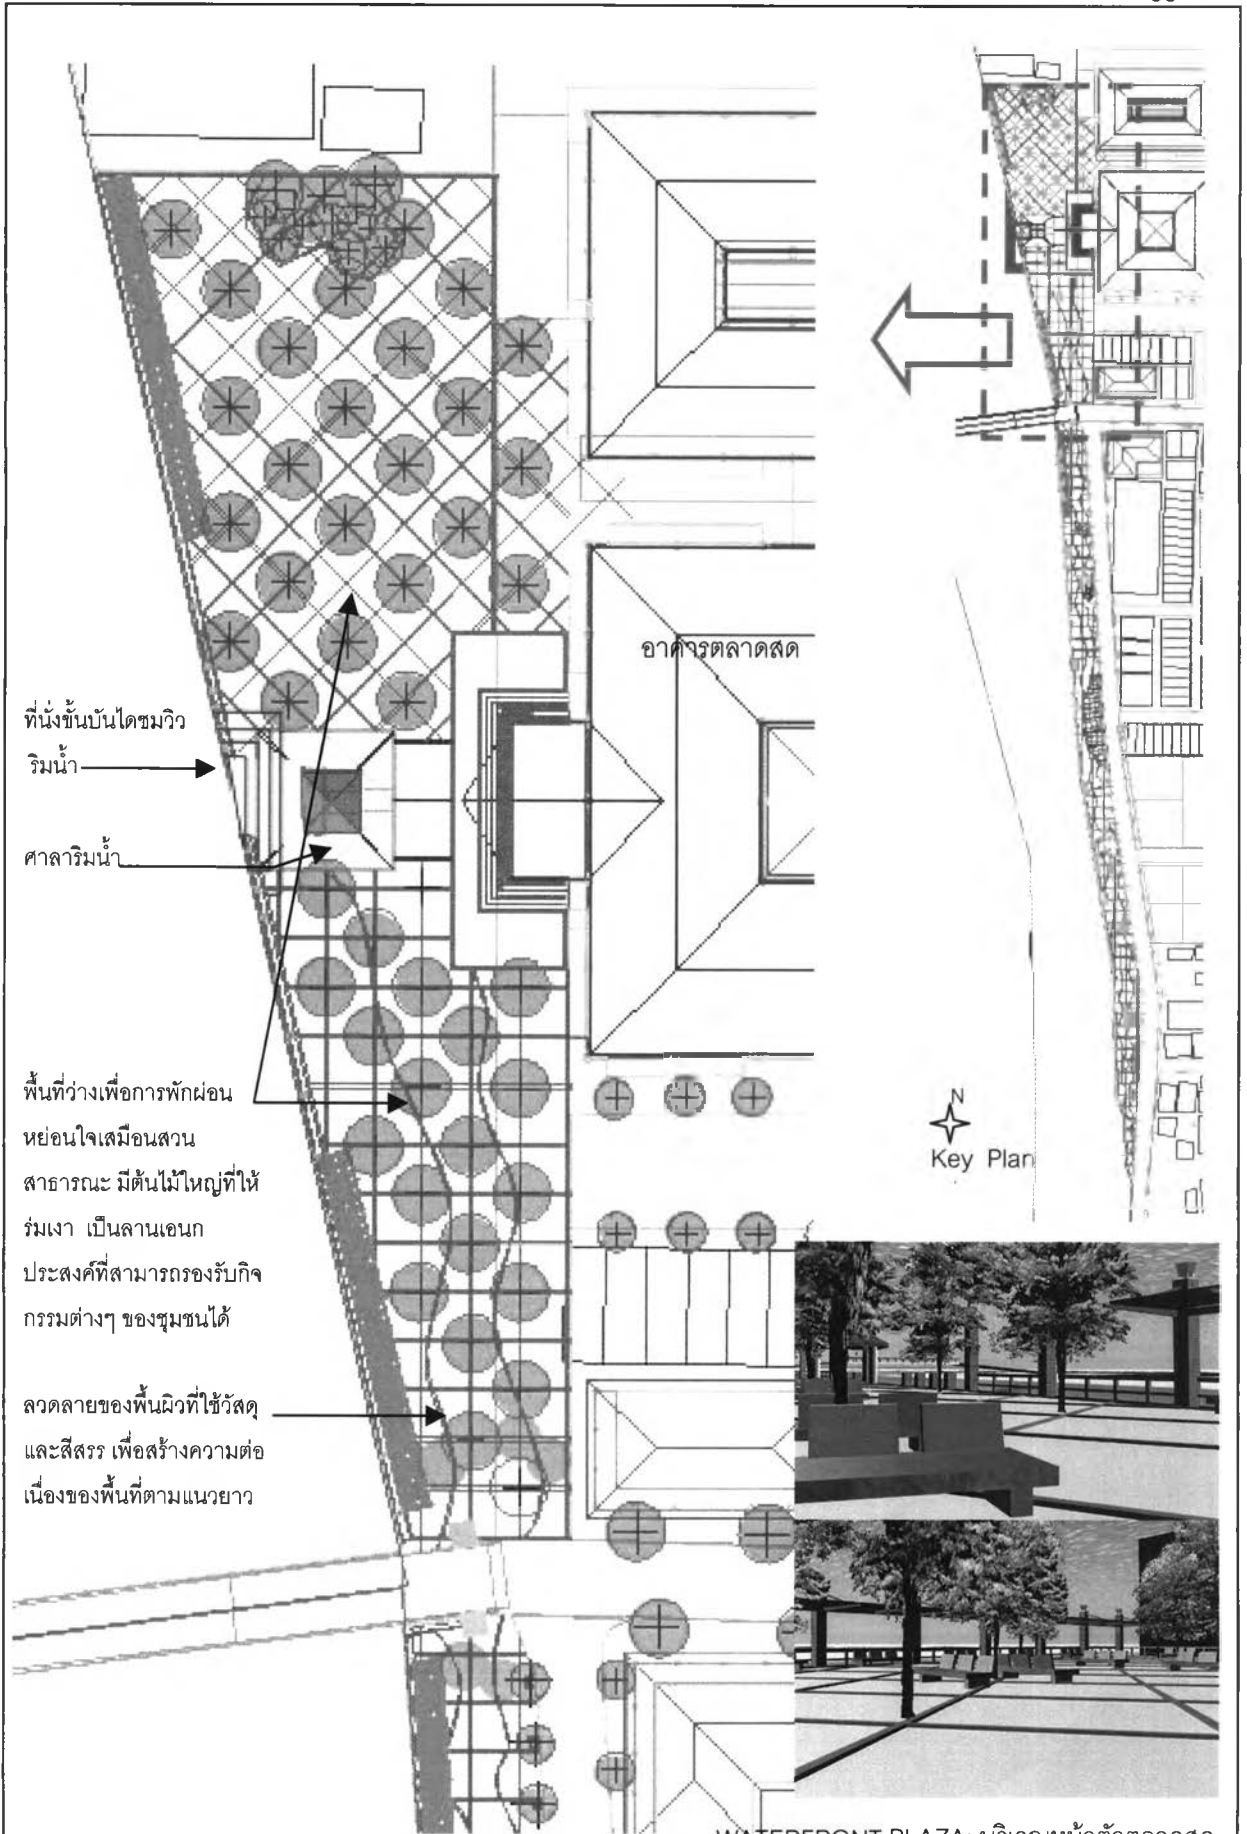 อาคารตลาดสด
ที่นั่งขั้นบันไดชมวิว
ริมน้ำ
ศาลาริมน้ำ
พื้นที่ว่างเพื่อการพักผ่อน
หย่อนใจเสมือนสวน
สาธารณะ มีต้นไม้ใหญ่ที่ให้
ร่มเงา เป็นลานเอนก
ประสงค์ที่สามารถรองรับกิจ
กรรมต่างๆ ของชุมชนได้
ลวดลายของพื้นผิวที่ใช้วัสดุ
และสีสรร เพื่อสร้างความต่อ
เนื่องของพื้นที่ตามแนวยาว
N
Key Plan
WATERFRONT PLAZA: